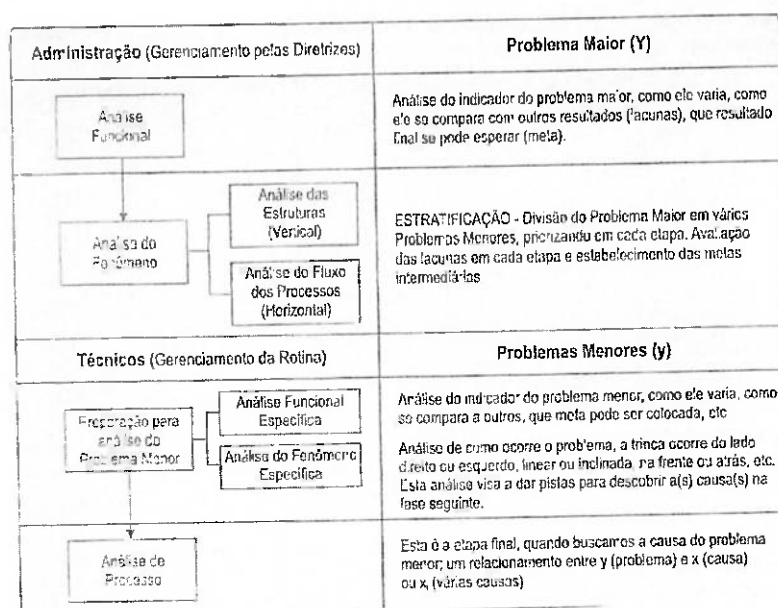 Administração (Gerenciamento pelas Diretrizes)
Problema Maior (Y)
Análise
Funcional
Análise do indicador do problema maior, como ele varia, como
ele se compara com outros resultados (lacunas), que resultado
final se pode esperar (meta).
Análise do
Fenômeno
Análise das
Estruturas
(Vertical)
Análise do Fluxo
dos Processos
(Horizontal)
ESTRATIFICAÇÃO - Divisão do Problema Maior em vários
Problemas Menores, priorizando em cada etapa. Avaliação
das lacunas em cada etapa e estabelecimento das metas
intermediárias
Técnicos (Gerenciamento da Rotina)
Problemas Menores (y)
Preparação para
análise do
Problema Menor
Análise Funcional
Específica
Análise do Fenômeno
Específica
Análise do indicador do problema menor, como ele varia, como
se compara a outros, que meta pode ser colocada, etc
Análise de como ocorre o problema, a trinca ocorre do lado
direito ou esquerdo, linear ou inclinada, na frente ou atrás, etc.
Esta análise visa a dar pistas para descobrir a(s) causa(s) na
fase seguinte.
Análise de
Processo
Esta é a etapa final, quando buscamos a causa do problema
menor; um relacionamento entre y (problema) e x (causa)
ou x, (várias causas)